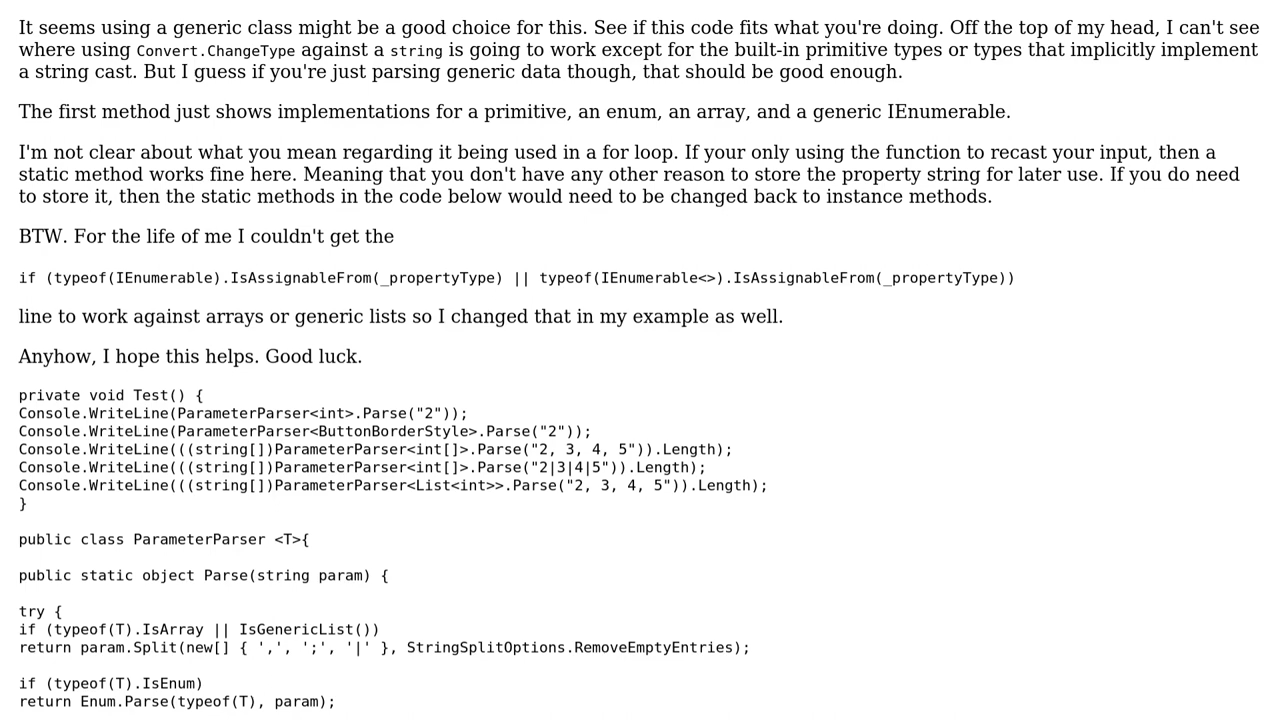 It seems using a generic class might be a good choice for this. See if this code fits what you're doing. Off the top of my head, I can't see
where using Convert.ChangeType against a string is going to work except for the built-in primitive types or types that implicitly implement
a string cast. But I guess if you're just parsing generic data though, that should be good enough.
The first method just shows implementations for a primitive, an enum, an array, and a generic IEnumerable.
I'm not clear about what you mean regarding it being used in a for loop. If your only using the function to recast your input, then a
static method works fine here. Meaning that you don't have any other reason to store the property string for later use. If you do need
to store it, then the static methods in the code below would need to be changed back to instance methods.
BTW. For the life of me I couldn't get the
if (typeof(IEnumerable).IsAssignableFrom(_propertyType) || typeof(IEnumerable<>).IsAssignableFrom(_propertyType))
line to work against arrays or generic lists so I changed that in my example as well.
Anyhow, I hope this helps. Good luck.
private void Test() {
Console.WriteLine(ParameterParser<int>.Parse("2"));
Console.WriteLine(ParameterParser<ButtonBorderStyle>.Parse("2"));
Console.WriteLine(((string[])ParameterParser<int[]>.Parse("2, 3, 4, 5")).Length);
Console.WriteLine(((string[])ParameterParser<int[]>.Parse("2|3|4|5")).Length);
Console.WriteLine(((string[])ParameterParser<List<int>>.Parse("2, 3, 4, 5")).Length);
}
public class ParameterParser <T>{
public static object Parse(string param) {
try {
if (typeof(T).IsArray || IsGenericList())
return param.Split(new[] { ',', ';', '|' }, StringSplitOptions.RemoveEmptyEntries);
if (typeof(T).IsEnum)
return Enum.Parse(typeof(T), param);